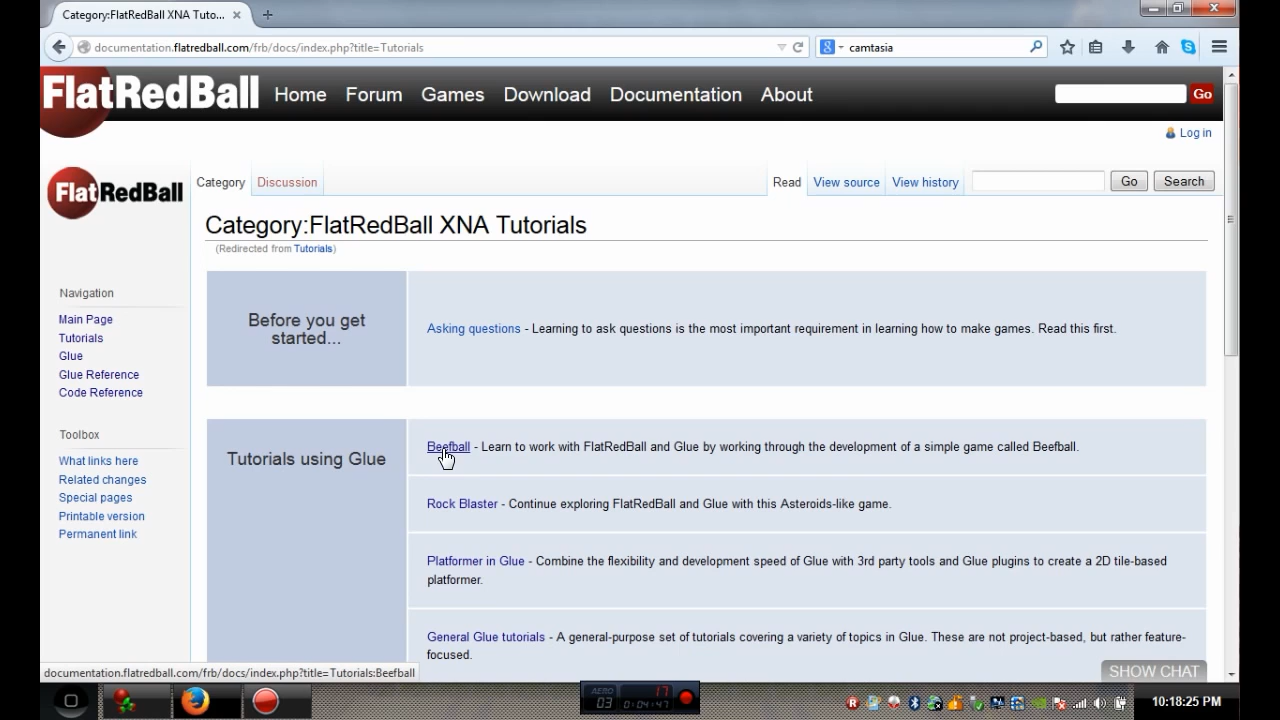 Category:FlatRedBall XNA Tuto...
documentation.flatredball.com/frb/docs/index.php?title=Tutorials
camtasia
FlatRedBall Home Forum Games Download Documentation About Go
Log in
FlatRedBall
Category Discussion Read View source View history Go Search
Category:FlatRedBall XNA Tutorials
(Redirected from Tutorials)
Navigation
Main Page
Tutorials
Glue
Glue Reference
Code Reference
Toolbox
What links here
Related changes
Special pages
Printable version
Permanent link
Before you get
started...
Asking questions - Learning to ask questions is the most important requirement in learning how to make games. Read this first.
Tutorials using Glue
Beefball - Learn to work with FlatRedBall and Glue by working through the development of a simple game called Beefball.
Rock Blaster - Continue exploring FlatRedBall and Glue with this Asteroids-like game.
Platformer in Glue - Combine the flexibility and development speed of Glue with 3rd party tools and Glue plugins to create a 2D tile-based
platformer.
General Glue tutorials - A general-purpose set of tutorials covering a variety of topics in Glue. These are not project-based, but rather feature-
focused.
SHOW CHAT
documentation.flatredball.com/frb/docs/index.php?title=Tutorials:Beefball
AERO 17
03 0:04:47
10:18:25 PM